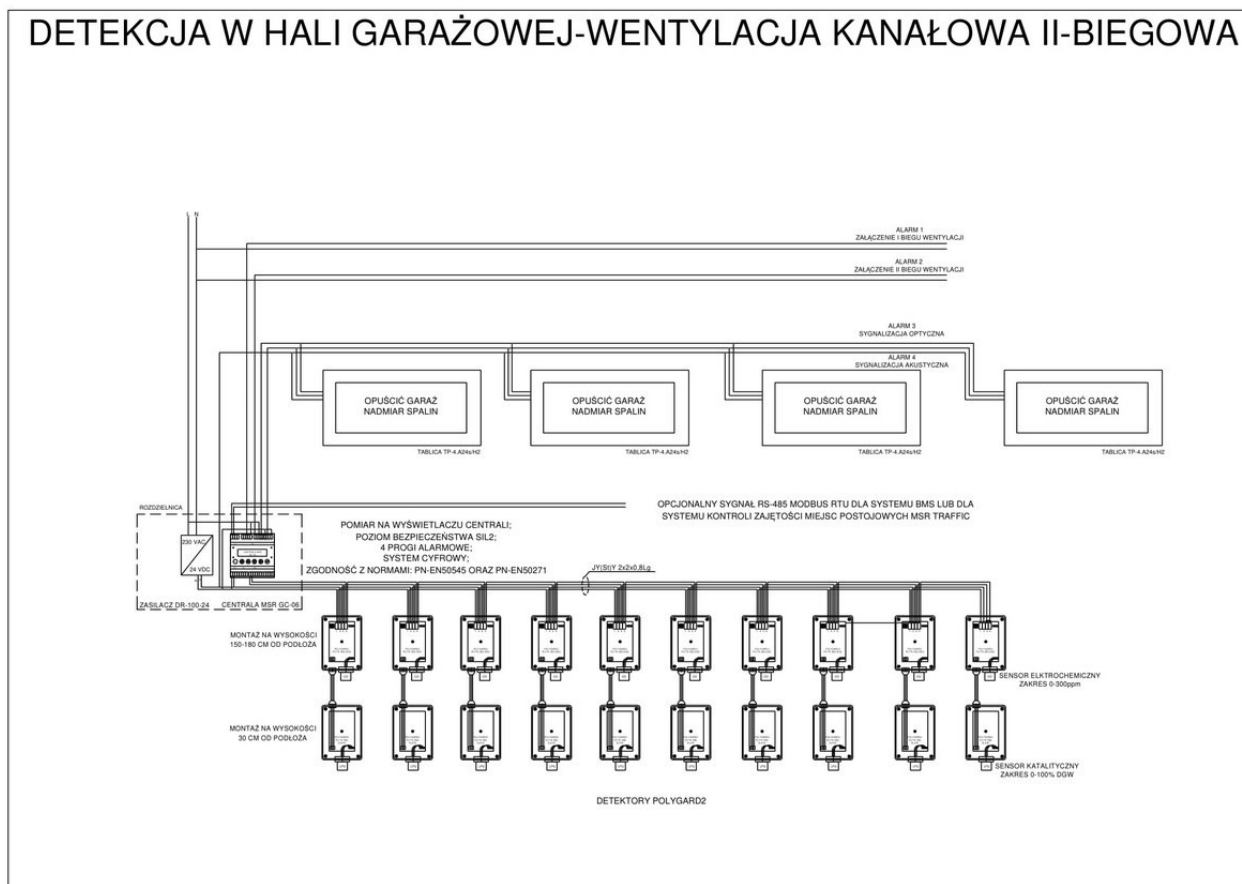 DETEKCJA W HALI GARAŻOWEJ-WENTYLACJA KANAŁOWA II-BIEGOWA
L N
ALARM 1
ZAŁĄCZENIE I BIEGU WENTYLACJI
ALARM 2
ZAŁĄCZENIE II BIEGU WENTYLACJI
ALARM 3
SYGNALIZACJA OPTYCZNA
ALARM 4
SYGNALIZACJA AKUSTYCZNA
OPUŚCIĆ GARAŻ
NADMIAR SPALIN
TABLICA TP-4.A24s/H2
OPUŚCIĆ GARAŻ
NADMIAR SPALIN
TABLICA TP-4.A24s/H2
OPUŚCIĆ GARAŻ
NADMIAR SPALIN
TABLICA TP-4.A24s/H2
OPUŚCIĆ GARAŻ
NADMIAR SPALIN
TABLICA TP-4.A24s/H2
ROZDZIELNICA
230 VAC
24 VDC
ZASILACZ DR-100-24
CENTRALA MSR GC-06
POMIAR NA WYŚWIETLACZU CENTRALI;
POZIOM BEZPIECZEŃSTWA SIL2;
4 PROGI ALARMOWE;
SYSTEM CYFROWY;
ZGODNOŚĆ Z NORMAMI: PN-EN50545 ORAZ PN-EN50271
OPCJONALNY SYGNAŁ RS-485 MODBUS RTU DLA SYSTEMU BMS LUB DLA
SYSTEMU KONTROLI ZAJĘTOŚCI MIEJSC POSTOJOWYCH MSR TRAFFIC
JY(St)Y 2x2x0,8Lg
MONTAŻ NA WYSOKOŚCI
150-180 CM OD PODŁOŻA
SENSOR ELKTROCHEMICZNY
ZAKRES 0-300ppm
MONTAŻ NA WYSOKOŚCI
30 CM OD PODŁOŻA
SENSOR KATALITYCZNY
ZAKRES 0-100% DGW
DETEKTORY POLYGARD2